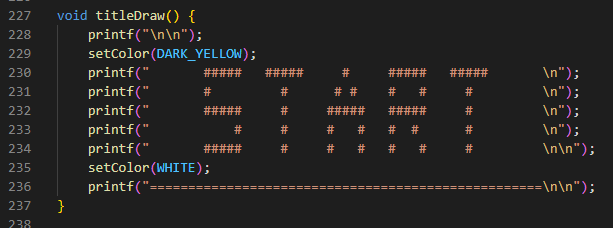 227 void titleDraw() {
228     printf("\n\n");
229     setColor(DARK_YELLOW);
230     printf("       #####   #####     #     #####   #####       \n");
231     printf("       #         #      # #    #   #     #         \n");
232     printf("       #####     #     #####   #####     #         \n");
233     printf("           #     #     #   #   #  #      #         \n");
234     printf("       #####     #     #   #   #   #     #         \n\n");
235     setColor(WHITE);
236     printf("===================================================\n\n");
237 }
238